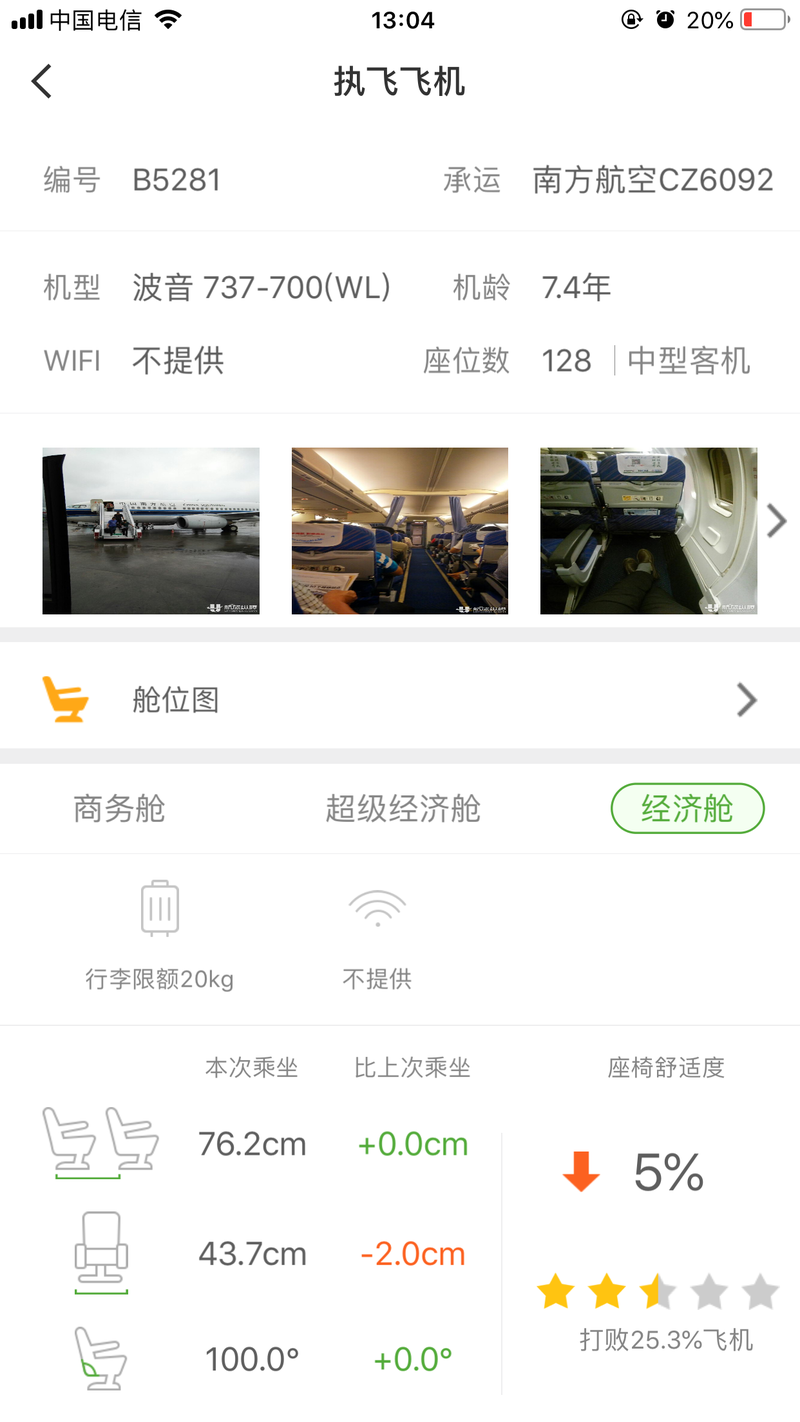 中国电信 13:04 20%
执飞飞机
编号 B5281 承运 南方航空CZ6092
机型 波音 737-700(WL) 机龄 7.4年
WIFI 不提供 座位数 128 中型客机
舱位图
商务舱 超级经济舱 经济舱
行李限额20kg 不提供
本次乘坐 比上次乘坐 座椅舒适度
76.2cm +0.0cm
5%
43.7cm -2.0cm
打败25.3%飞机
100.0° +0.0°